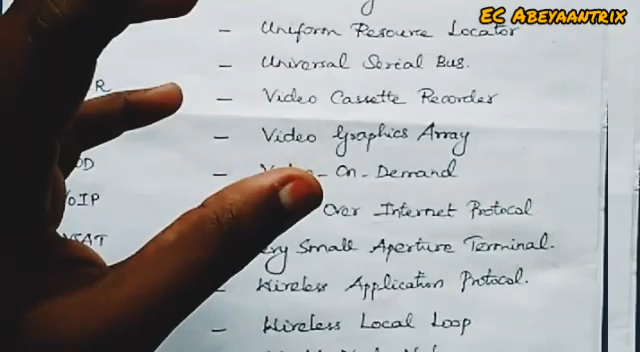 EC ABEYAANTRIX
- Uniform Resource Locator
- Universal Serial Bus.
R - Video Cassette Recorder
- Video Graphics Array
OD - On-Demand
OIP Over Internet Protocol
SAT ery Small Aperture Terminal.
- Wireless Application Protocol.
- Wireless Local Loop